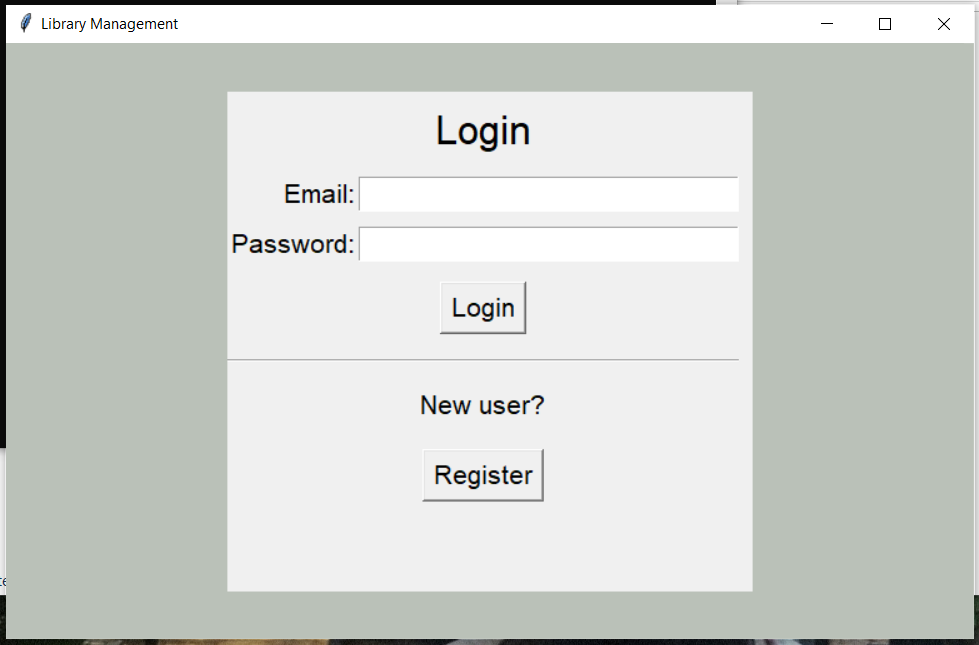 Library Management
Login
Email:
Password:
Login
New user?
Register